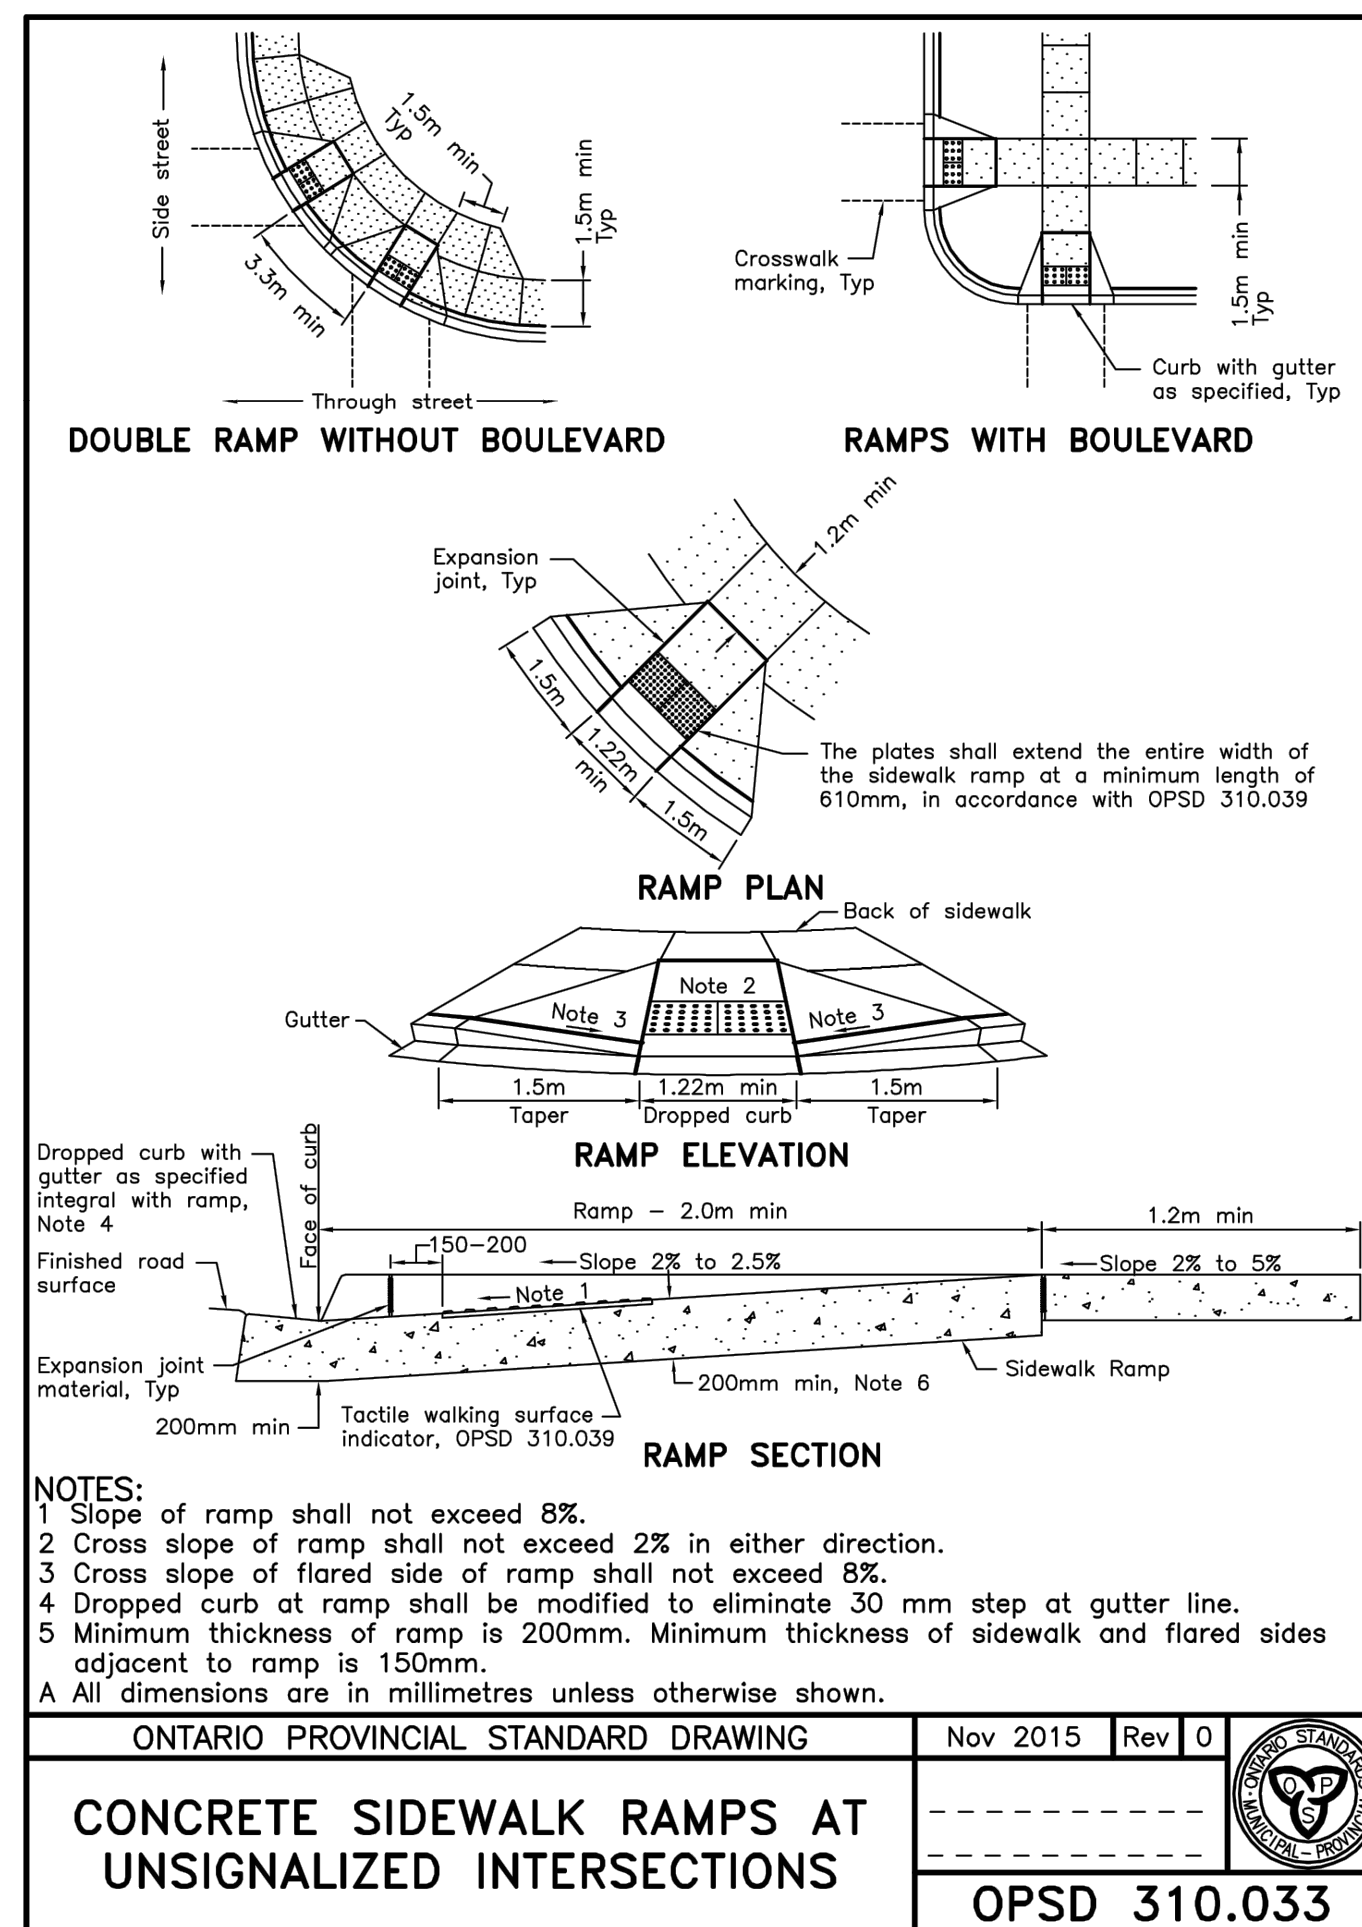 Side street
1.5m min
Typ
3.3m min
1.5m min
Typ
Through street
DOUBLE RAMP WITHOUT BOULEVARD
Crosswalk
marking, Typ
1.5m min
Typ
Curb with gutter
as specified, Typ
RAMPS WITH BOULEVARD
1.2m min
Expansion
joint, Typ
1.5m
1.22m
min
1.5m
The plates shall extend the entire width of
the sidewalk ramp at a minimum length of
610mm, in accordance with OPSD 310.039
RAMP PLAN
Back of sidewalk
Note 2
Note 3
Note 3
Gutter
1.5m
Taper
1.22m min
Dropped curb
1.5m
Taper
RAMP ELEVATION
Dropped curb with
gutter as specified
integral with ramp,
Note 4
Face of curb
Ramp – 2.0m min
1.2m min
Finished road
surface
150-200
Slope 2% to 2.5%
Slope 2% to 5%
Note 1
Expansion joint
material, Typ
200mm min, Note 6
Sidewalk Ramp
200mm min
Tactile walking surface
indicator, OPSD 310.039
RAMP SECTION
NOTES:
1 Slope of ramp shall not exceed 8%.
2 Cross slope of ramp shall not exceed 2% in either direction.
3 Cross slope of flared side of ramp shall not exceed 8%.
4 Dropped curb at ramp shall be modified to eliminate 30 mm step at gutter line.
5 Minimum thickness of ramp is 200mm. Minimum thickness of sidewalk and flared sides
adjacent to ramp is 150mm.
A All dimensions are in millimetres unless otherwise shown.
ONTARIO PROVINCIAL STANDARD DRAWING
Nov 2015
Rev
0
CONCRETE SIDEWALK RAMPS AT
UNSIGNALIZED INTERSECTIONS
ONTARIO
MUNICIPAL
O P
S
OPSD 310.033